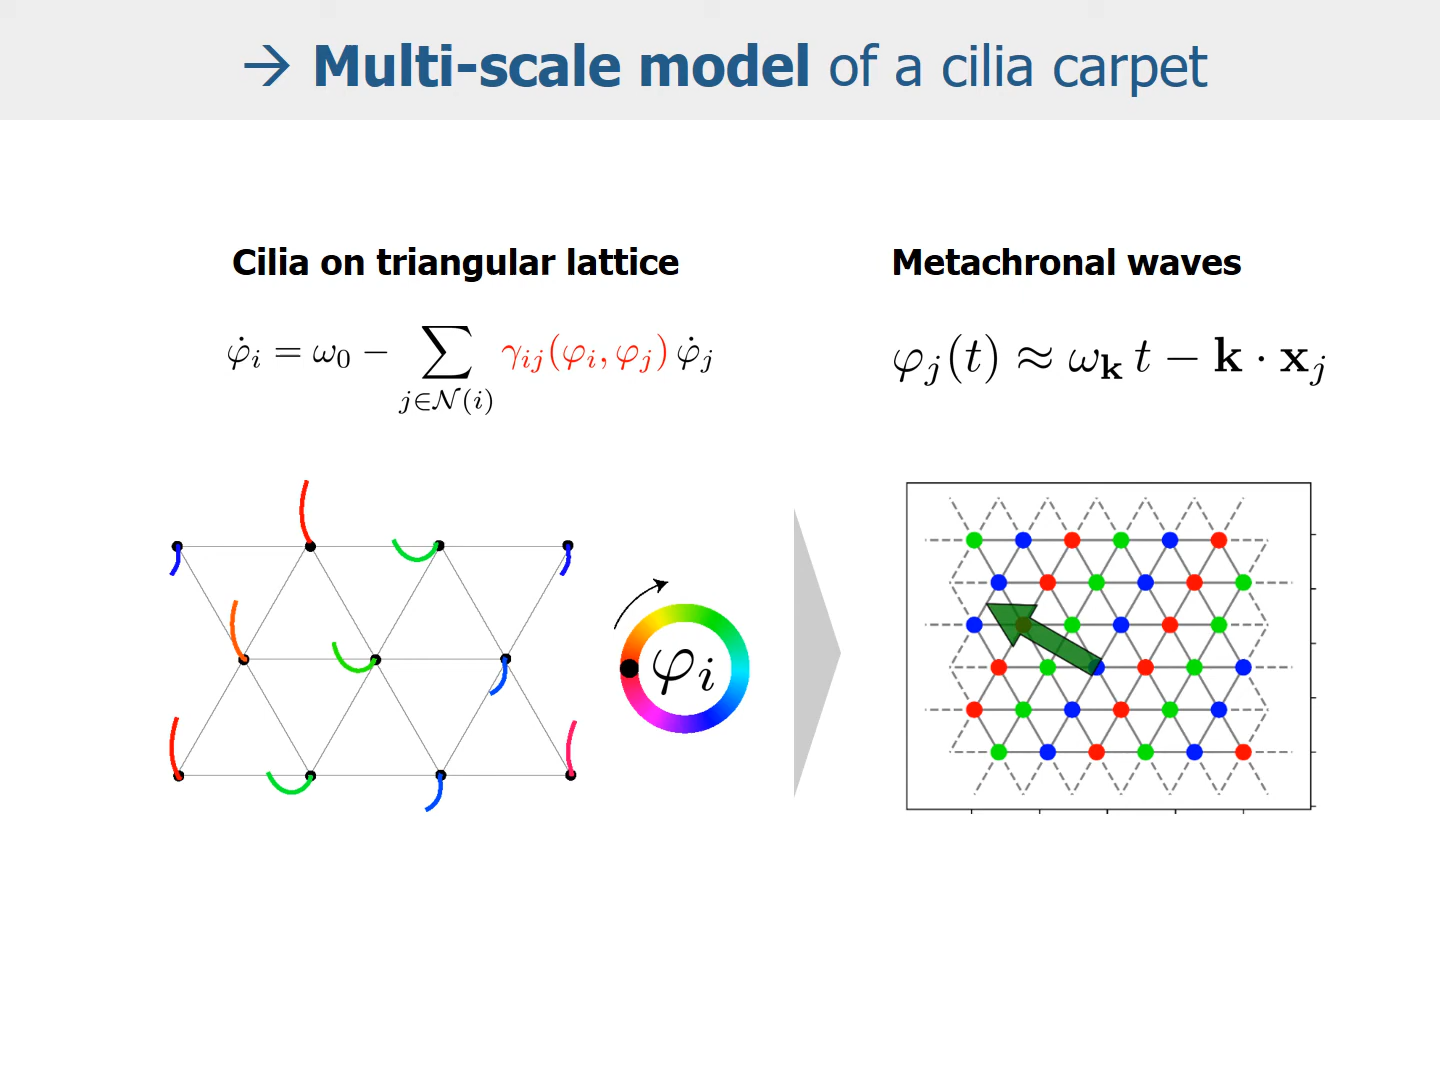 → Multi-scale model of a cilia carpet
Cilia on triangular lattice
φ̇ᵢ = ω₀ − ∑_{j∈𝒩(i)} γᵢⱼ(φᵢ, φⱼ) φ̇ⱼ
φᵢ
Metachronal waves
φⱼ(t) ≈ ω_𝐤 t − 𝐤 · 𝐱ⱼ